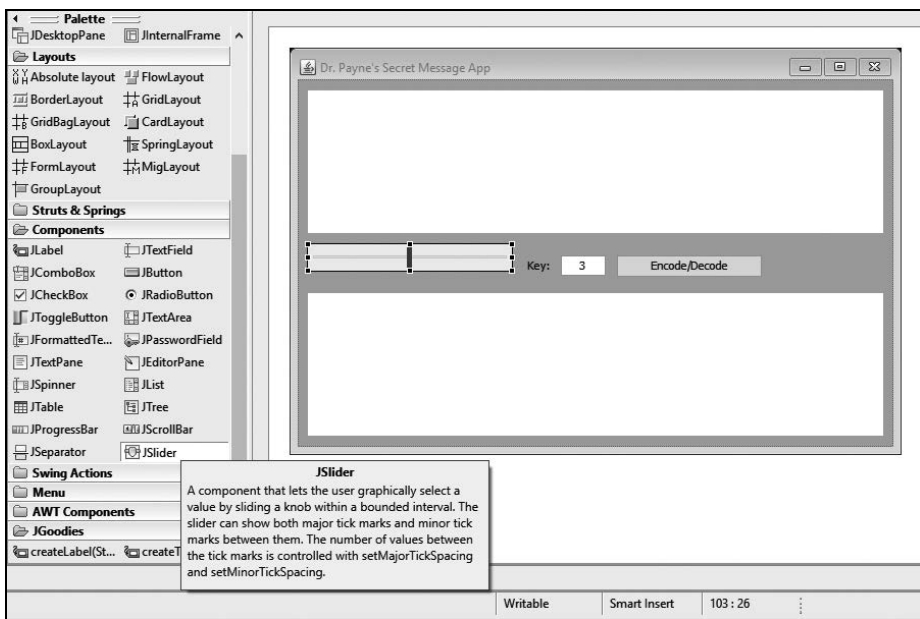 Palette
JDesktopPane JInternalFrame
Layouts
Absolute layout FlowLayout
BorderLayout GridLayout
GridBagLayout CardLayout
BoxLayout SpringLayout
FormLayout MigLayout
GroupLayout
Struts & Springs
Components
JLabel JTextField
JComboBox JButton
JCheckBox JRadioButton
JToggleButton JTextArea
JFormattedTe... JPasswordField
JTextPane JEditorPane
JSpinner JList
JTable JTree
JProgressBar JScrollBar
JSeparator JSlider
Swing Actions
Menu
AWT Components
JGoodies
createLabel(St... createT
Dr. Payne's Secret Message App
Key: 3 Encode/Decode
JSlider
A component that lets the user graphically select a
value by sliding a knob within a bounded interval. The
slider can show both major tick marks and minor tick
marks between them. The number of values between
the tick marks is controlled with setMajorTickSpacing
and setMinorTickSpacing.
Writable Smart Insert 103 : 26